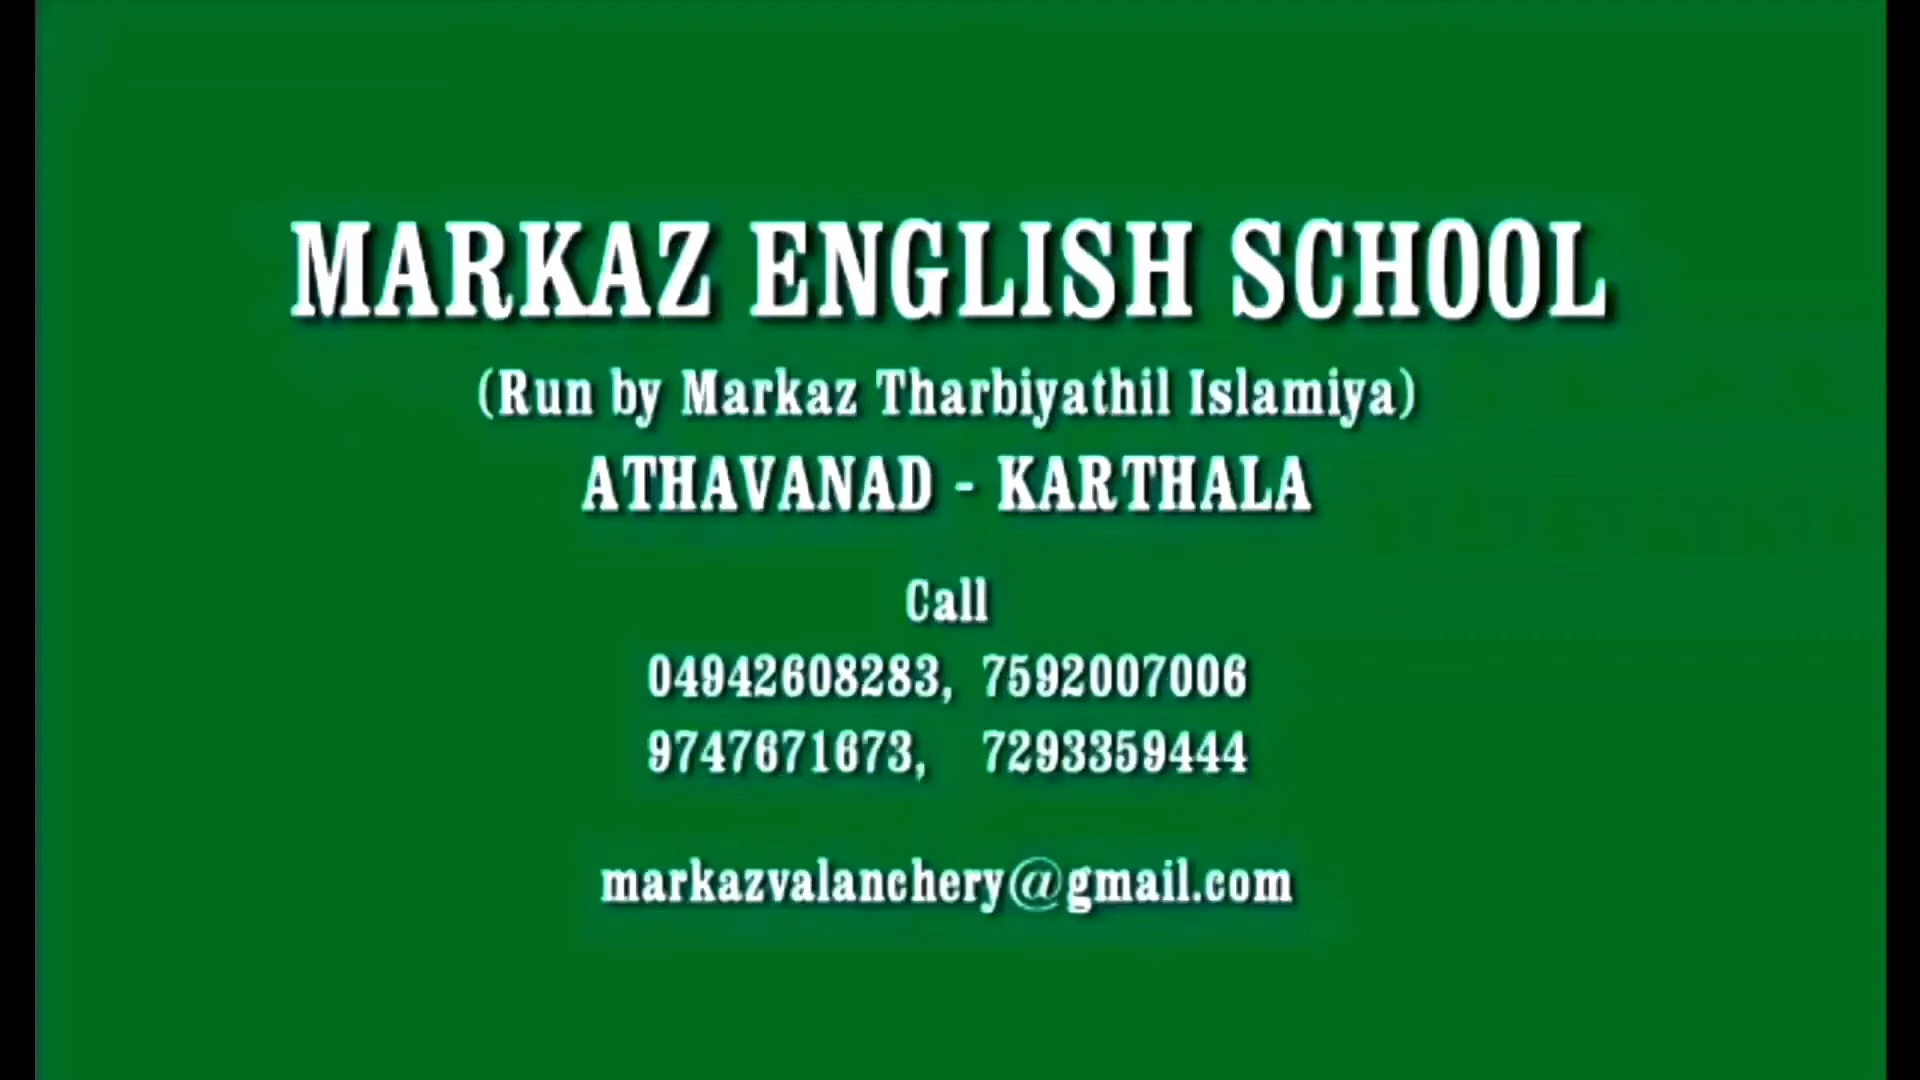 MARKAZ ENGLISH SCHOOL
(Run by Markaz Tharbiyathil Islamiya)
ATHAVANAD - KARTHALA
Call
04942608283, 7592007006
9747671673, 7293359444
markazvalanchery@gmail.com